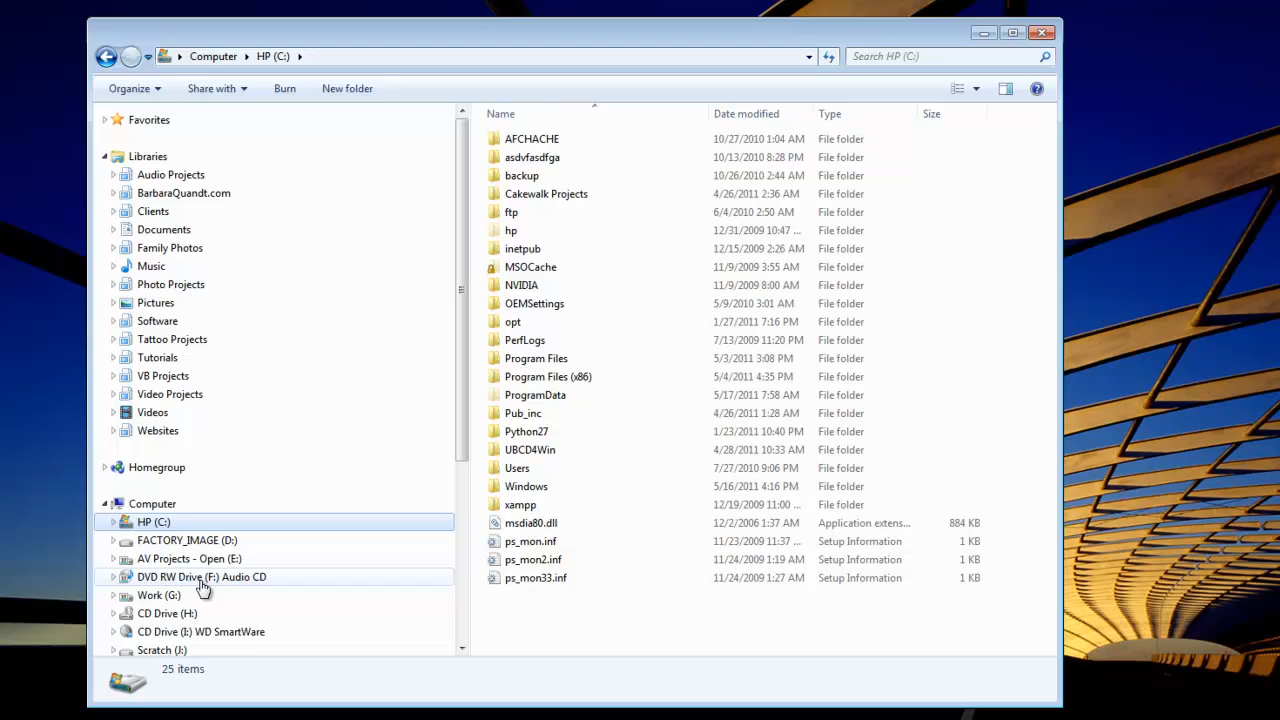 Computer HP (C:) Search HP (C:)
Organize Share with Burn New folder
Favorites
Libraries
Audio Projects
BarbaraQuandt.com
Clients
Documents
Family Photos
Music
Photo Projects
Pictures
Software
Tattoo Projects
Tutorials
VB Projects
Video Projects
Videos
Websites
Homegroup
Computer
HP (C:)
FACTORY_IMAGE (D:)
AV Projects - Open (E:)
DVD RW Drive (F:) Audio CD
Work (G:)
CD Drive (H:)
CD Drive (I:) WD SmartWare
Scratch (J:)
Name Date modified Type Size
AFCHACHE 10/27/2010 1:04 AM File folder
asdvfasdfga 10/13/2010 8:28 PM File folder
backup 10/26/2010 2:44 AM File folder
Cakewalk Projects 4/26/2011 2:36 AM File folder
ftp 6/4/2010 2:50 AM File folder
hp 12/31/2009 10:47 ... File folder
inetpub 12/15/2009 2:26 AM File folder
MSOCache 11/9/2009 3:55 AM File folder
NVIDIA 11/9/2009 8:00 AM File folder
OEMSettings 5/9/2010 3:01 AM File folder
opt 1/27/2011 7:16 PM File folder
PerfLogs 7/13/2009 11:20 PM File folder
Program Files 5/3/2011 3:08 PM File folder
Program Files (x86) 5/4/2011 4:35 PM File folder
ProgramData 5/17/2011 7:58 AM File folder
Pub_inc 4/26/2011 1:28 AM File folder
Python27 1/23/2011 10:40 PM File folder
UBCD4Win 4/28/2011 10:33 AM File folder
Users 7/27/2010 9:06 PM File folder
Windows 5/16/2011 4:16 PM File folder
xampp 12/19/2009 11:00 ... File folder
msdia80.dll 12/2/2006 1:37 AM Application extens... 884 KB
ps_mon.inf 11/23/2009 11:37 ... Setup Information 1 KB
ps_mon2.inf 11/24/2009 1:19 AM Setup Information 1 KB
ps_mon33.inf 11/24/2009 1:27 AM Setup Information 1 KB
25 items